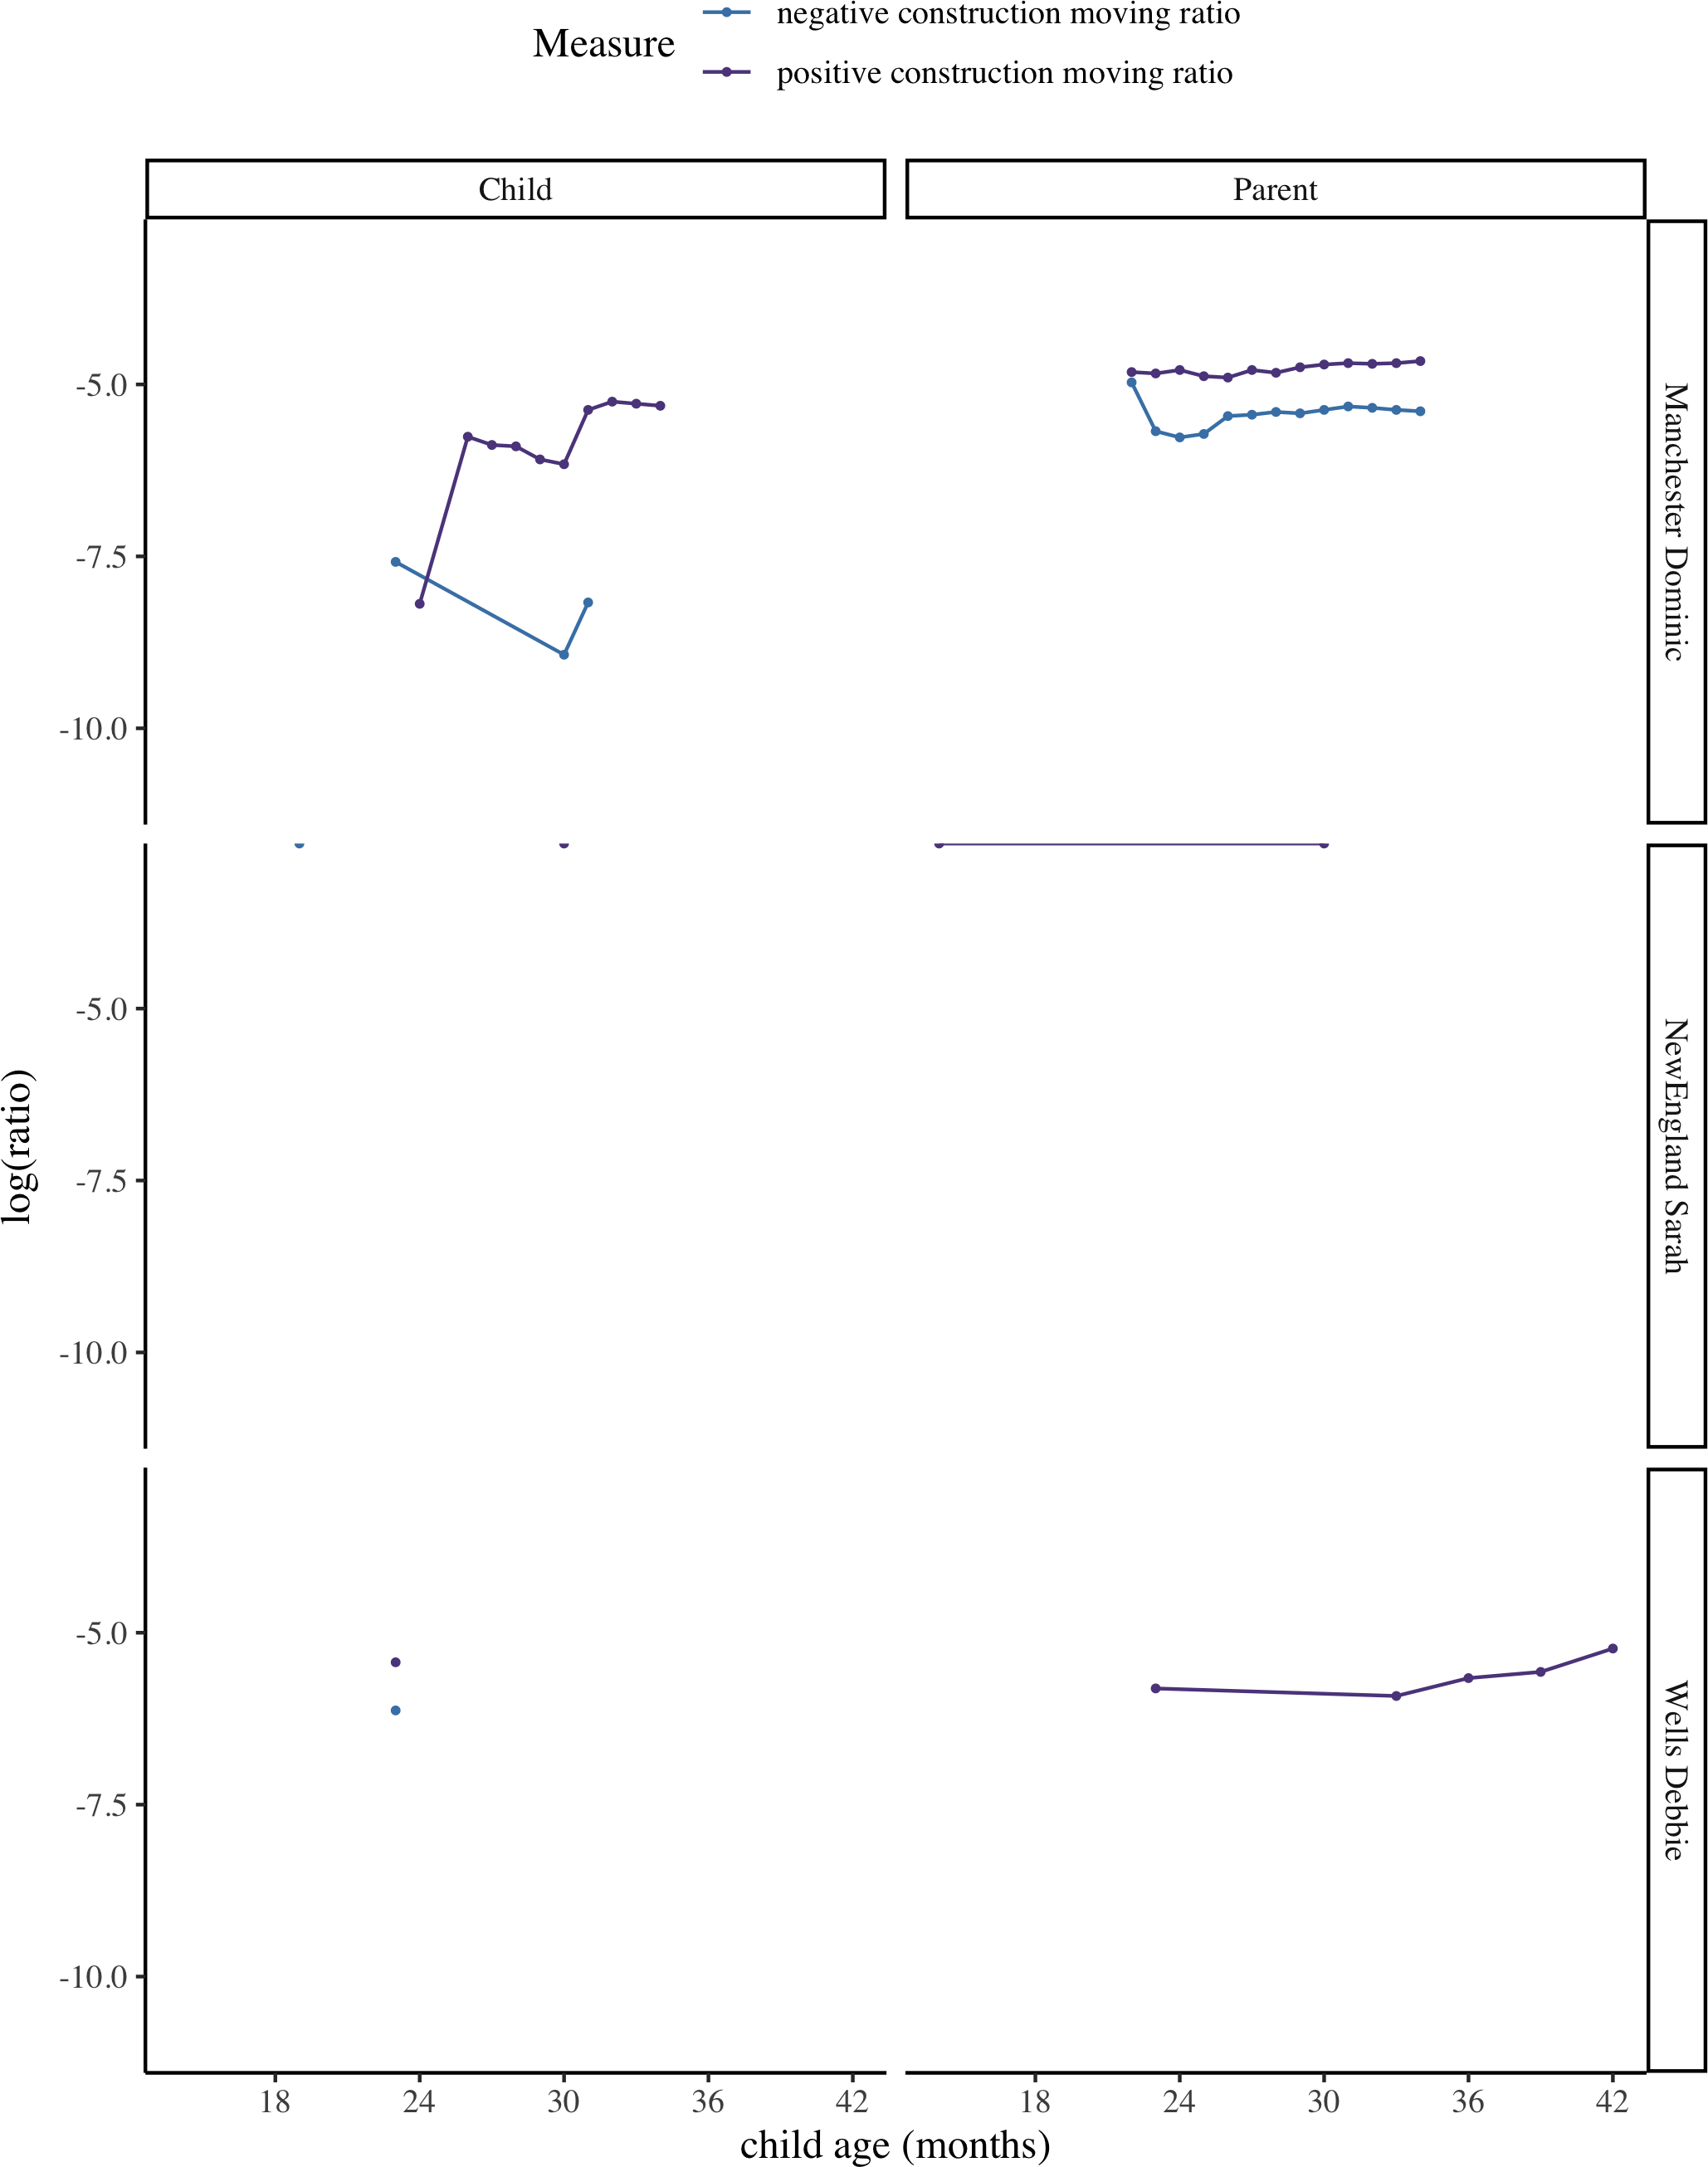 Measure
negative construction moving ratio
positive construction moving ratio
Child
Parent
-5.0
-7.5
-10.0
Manchester Dominic
-5.0
-7.5
-10.0
NewEngland Sarah
log(ratio)
-5.0
-7.5
-10.0
Wells Debbie
18 24 30 36 42
18 24 30 36 42
child age (months)